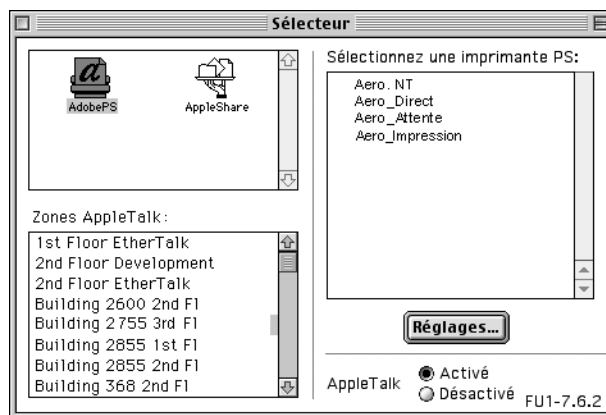 Sélecteur
AdobePS
AppleShare
Zones AppleTalk:
1st Floor EtherTalk
2nd Floor Development
2nd Floor EtherTalk
Building 2600 2nd Fl
Building 2755 3rd Fl
Building 2855 1st Fl
Building 2855 2nd Fl
Building 368 2nd Fl
Sélectionnez une imprimante PS:
Aero. NT
Aero_Direct
Aero_Attente
Aero_Impression
Réglages...
AppleTalk
Activé
Désactivé
FU1-7.6.2